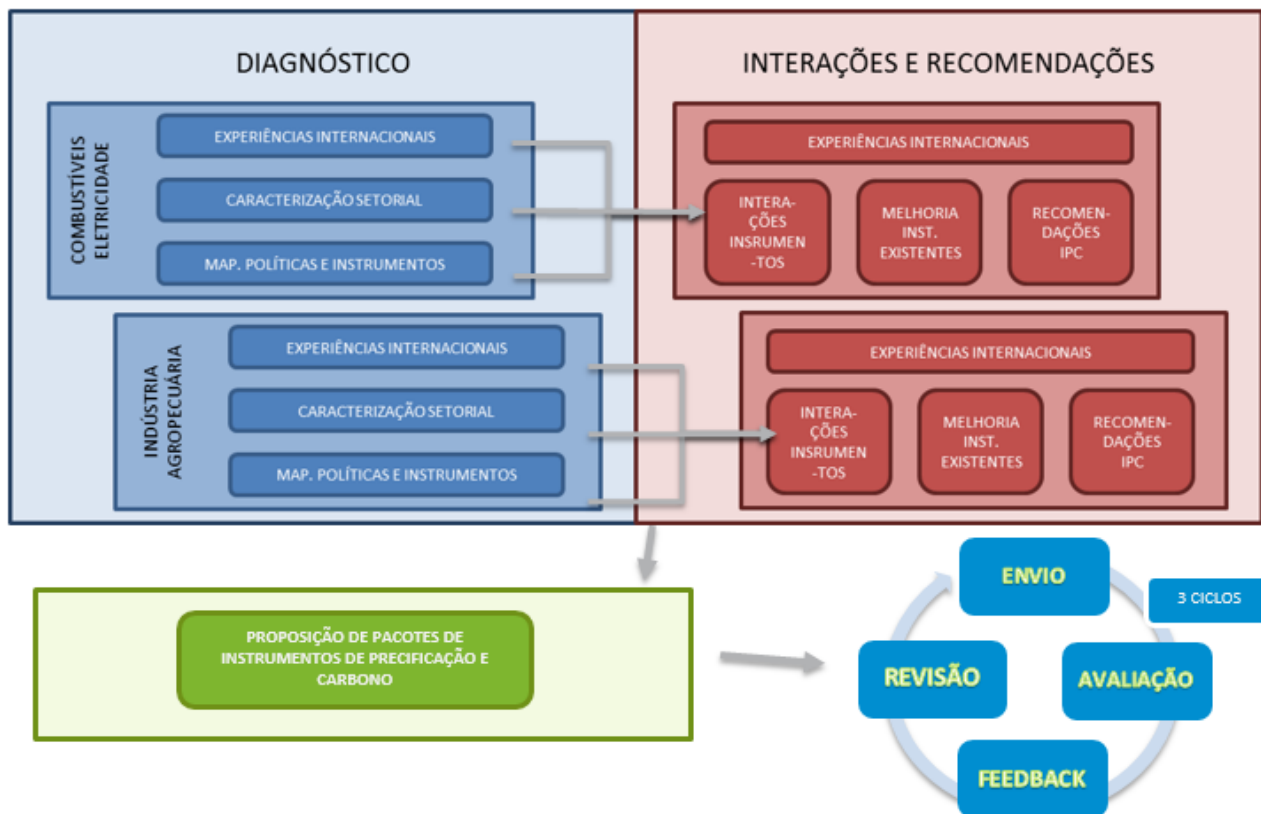 DIAGNÓSTICO
COMBUSTÍVEIS
ELETRICIDADE
EXPERIÊNCIAS INTERNACIONAIS
CARACTERIZAÇÃO SETORIAL
MAP. POLÍTICAS E INSTRUMENTOS
INDÚSTRIA
AGROPECUÁRIA
EXPERIÊNCIAS INTERNACIONAIS
CARACTERIZAÇÃO SETORIAL
MAP. POLÍTICAS E INSTRUMENTOS
INTERAÇÕES E RECOMENDAÇÕES
EXPERIÊNCIAS INTERNACIONAIS
INTERA-
ÇÕES
INSRUMEN
-TOS
MELHORIA
INST.
EXISTENTES
RECOMEN-
DAÇÕES
IPC
EXPERIÊNCIAS INTERNACIONAIS
INTERA-
ÇÕES
INSRUMEN
-TOS
MELHORIA
INST.
EXISTENTES
RECOMEN-
DAÇÕES
IPC
PROPOSIÇÃO DE PACOTES DE
INSTRUMENTOS DE PRECIFICAÇÃO E
CARBONO
ENVIO
3 CICLOS
AVALIAÇÃO
FEEDBACK
REVISÃO